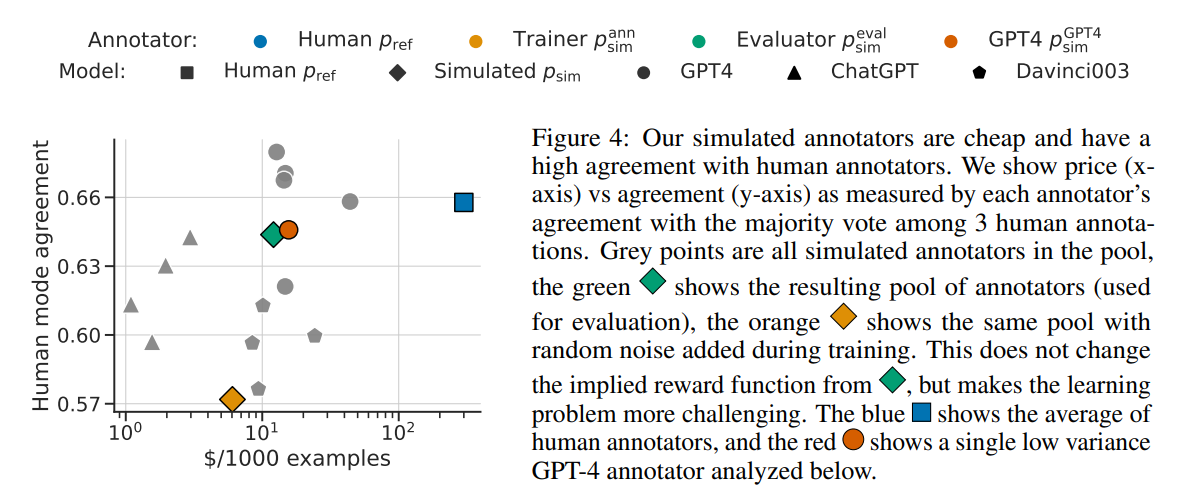 Annotator: Human p_ref Trainer p_sim^ann Evaluator p_sim^eval GPT4 p_sim^GPT4
Model: Human p_ref Simulated p_sim GPT4 ChatGPT Davinci003
Human mode agreement
0.66
0.63
0.60
0.57
10^0 10^1 10^2
$/1000 examples
Figure 4: Our simulated annotators are cheap and have a
high agreement with human annotators. We show price (x-
axis) vs agreement (y-axis) as measured by each annotator's
agreement with the majority vote among 3 human annota-
tions. Grey points are all simulated annotators in the pool,
the green shows the resulting pool of annotators (used
for evaluation), the orange shows the same pool with
random noise added during training. This does not change
the implied reward function from , but makes the learning
problem more challenging. The blue shows the average of
human annotators, and the red shows a single low variance
GPT-4 annotator analyzed below.